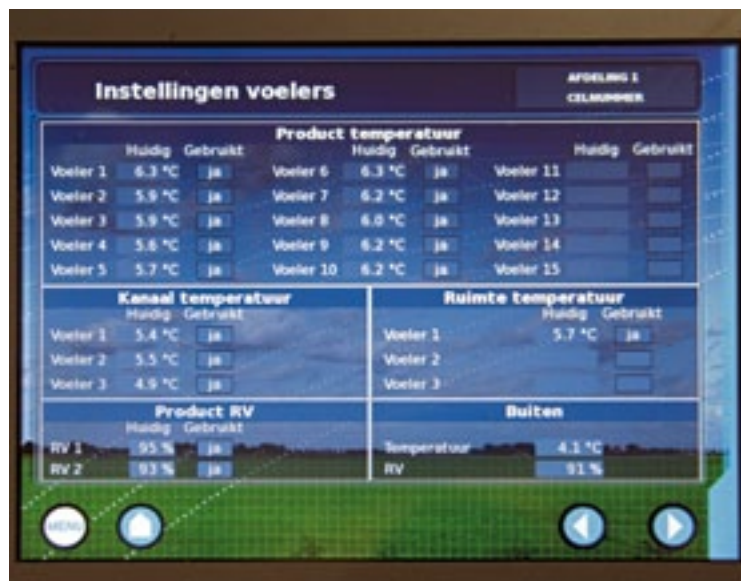 Instellingen voelers
AFDELING 1
CELNUMMER
Product temperatuur
Huidig Gebruikt Huidig Gebruikt Huidig Gebruikt
Voeler 1 6.3 °C ja Voeler 6 6.3 °C ja Voeler 11
Voeler 2 5.9 °C ja Voeler 7 6.2 °C ja Voeler 12
Voeler 3 5.9 °C ja Voeler 8 6.0 °C ja Voeler 13
Voeler 4 5.6 °C ja Voeler 9 6.2 °C ja Voeler 14
Voeler 5 5.7 °C ja Voeler 10 6.2 °C ja Voeler 15
Kanaal temperatuur
Huidig Gebruikt
Voeler 1 5.4 °C ja
Voeler 2 5.5 °C ja
Voeler 3 4.9 °C ja
Ruimte temperatuur
Huidig Gebruikt
Voeler 1 5.7 °C ja
Voeler 2
Voeler 3
Product RV
Huidig Gebruikt
RV 1 95 % ja
RV 2 93 % ja
Buiten
Temperatuur 4.1 °C
RV 91 %
MENU